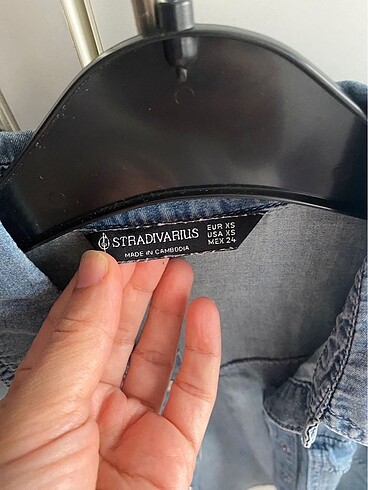 STRADIVARIUS
MADE IN CAMBODIA
EUR XS
USA XS
MEX 24